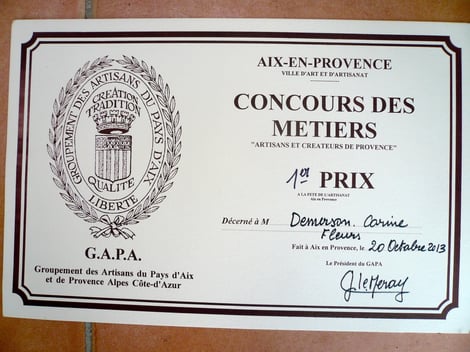 GROUPEMENT DES ARTISANS DU PAYS D'AIX
CREATION
TRADITION
QUALITE
LIBERTE
G.A.P.A.
Groupement des Artisans du Pays d'Aix
et de Provence Alpes Côte-d'Azur
AIX-EN-PROVENCE
VILLE D'ART ET D'ARTISANAT
CONCOURS DES
METIERS
"ARTISANS ET CREATEURS DE PROVENCE"
1er PRIX
A LA FETE DE L'ARTISANAT
Aix en Provence
Décerné à M Demerson. Carine
Fleurs
Fait à Aix en Provence, le 20 Octobre 2013
Le Président du GAPA